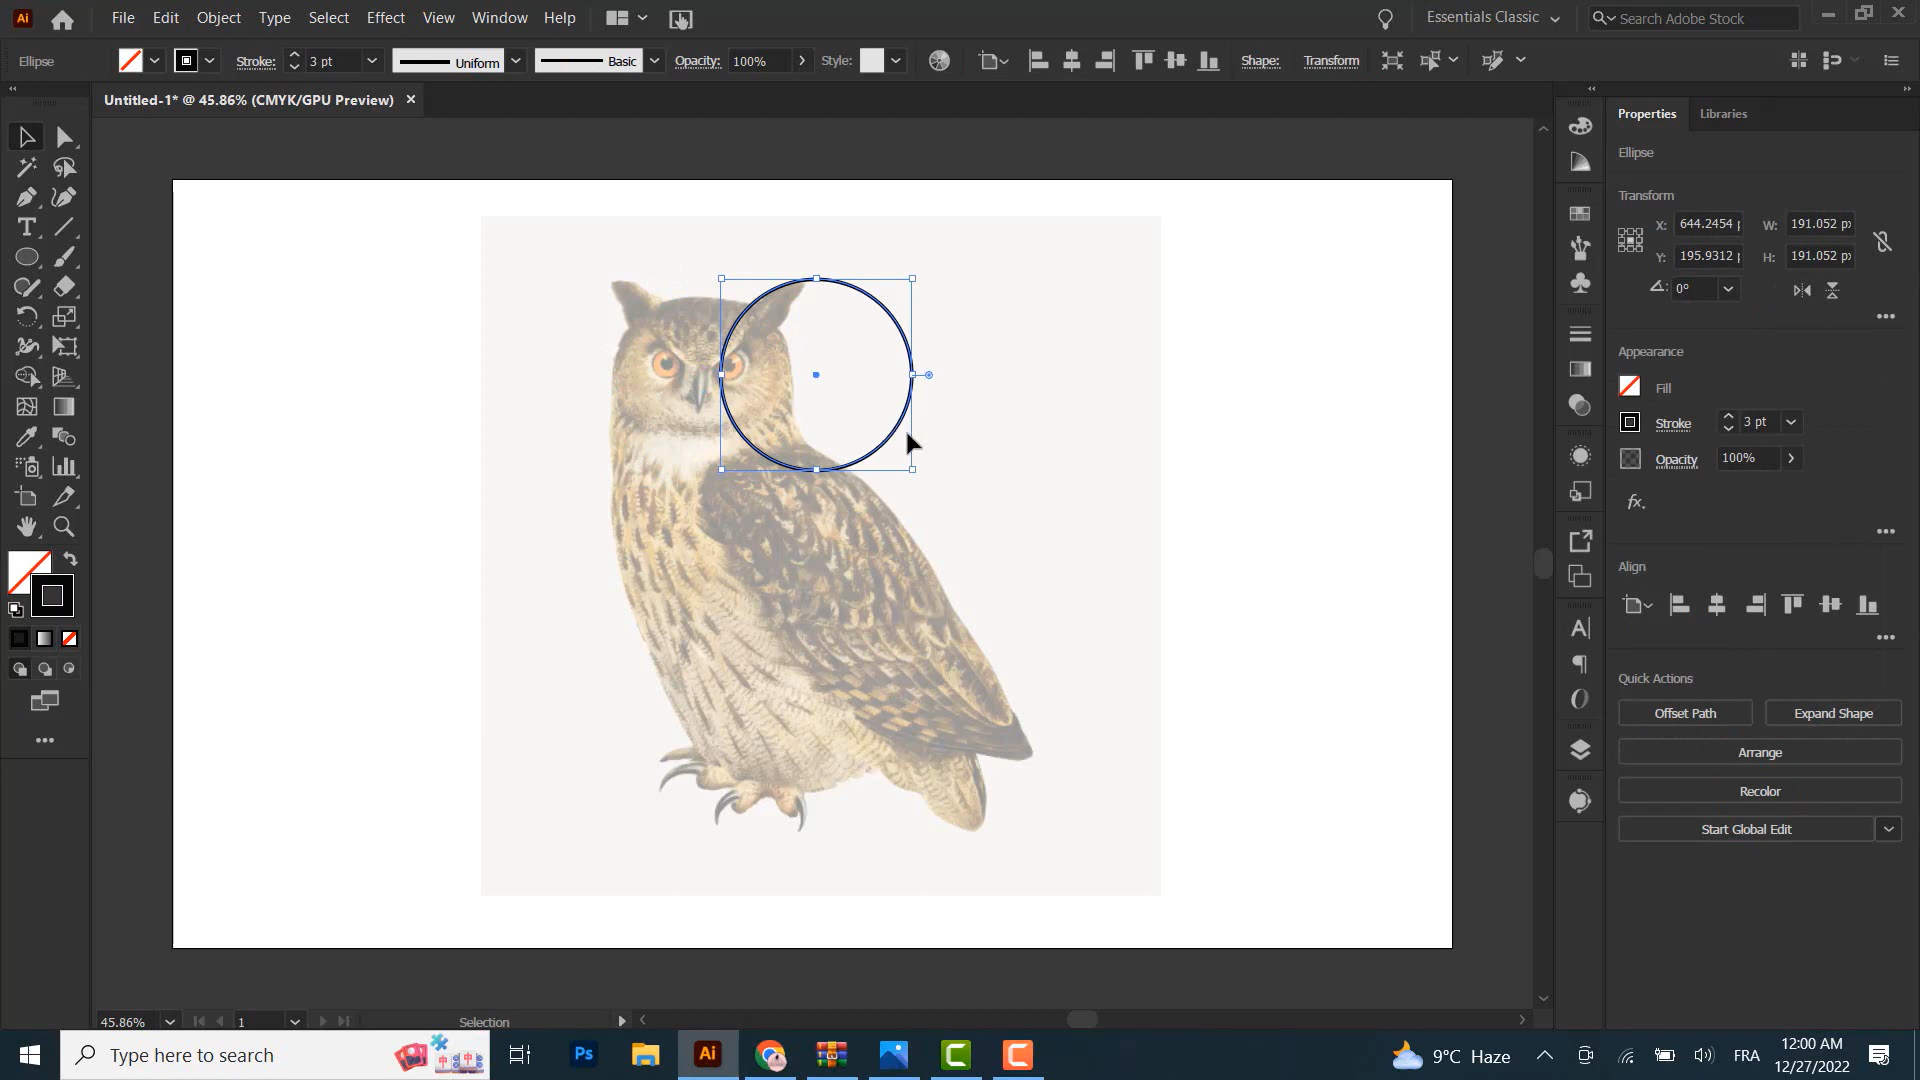 Ai File Edit Object Type Select Effect View Window Help Essentials Classic Search Adobe Stock
Ellipse Stroke: 3 pt Uniform Basic Opacity: 100% Style: Shape: Transform
Untitled-1* @ 45.86% (CMYK/GPU Preview) ×
Properties Libraries
Ellipse
Transform
X: 644.2454 p W: 191.052 px
Y: 195.9312 p H: 191.052 px
0°
Appearance
Fill
Stroke 3 pt
Opacity 100%
fx
Align
Quick Actions
Offset Path Expand Shape
Arrange
Recolor
Start Global Edit
45.86% 1 Selection
Type here to search Ps Ai 9°C Haze FRA 12:00 AM
12/27/2022